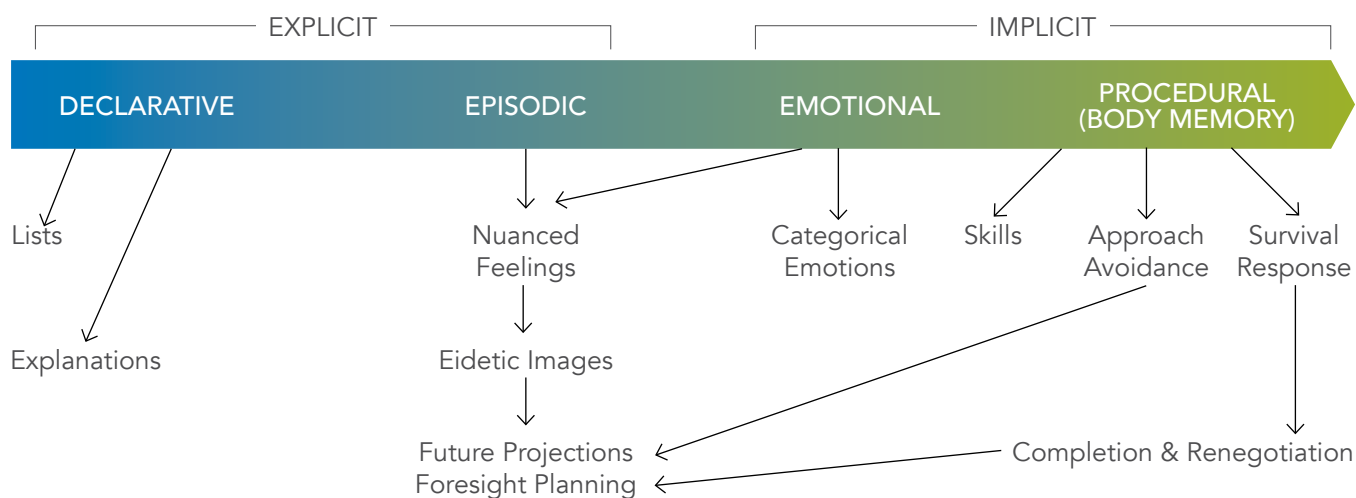 EXPLICIT
IMPLICIT
DECLARATIVE
EPISODIC
EMOTIONAL
PROCEDURAL
(BODY MEMORY)
Lists
Nuanced
Feelings
Categorical
Emotions
Skills
Approach
Avoidance
Survival
Response
Explanations
Eidetic Images
Future Projections
Foresight Planning
Completion & Renegotiation